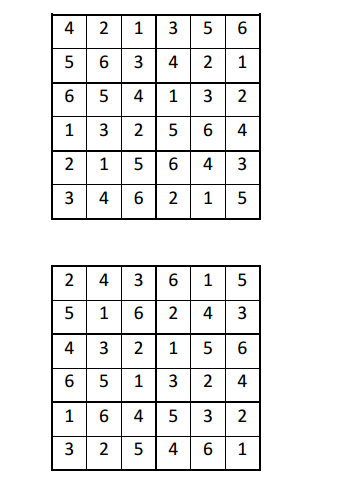 4 2 1 3 5 6
5 6 3 4 2 1
6 5 4 1 3 2
1 3 2 5 6 4
2 1 5 6 4 3
3 4 6 2 1 5
2 4 3 6 1 5
5 1 6 2 4 3
4 3 2 1 5 6
6 5 1 3 2 4
1 6 4 5 3 2
3 2 5 4 6 1